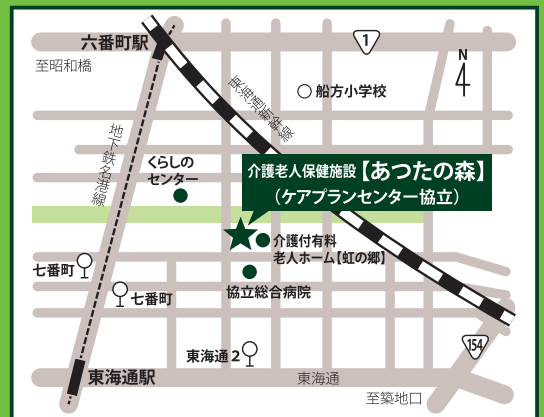 六番町駅
1
至昭和橋
N
東海道新幹線
船方小学校
地下鉄名港線
くらしの
センター
介護老人保健施設【あつたの森】
（ケアプランセンター協立）
介護付有料
老人ホーム【虹の郷】
七番町
協立総合病院
七番町
154
東海通2
東海通駅
東海通
至築地口